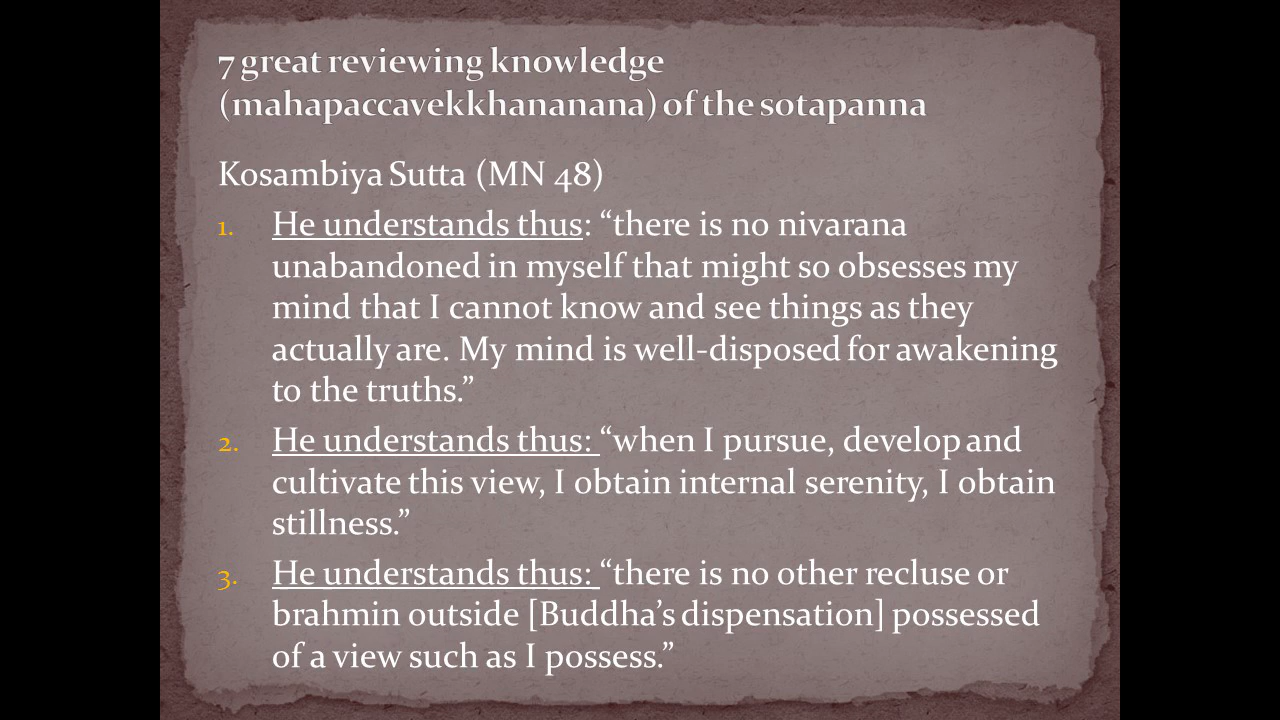 7 great reviewing knowledge
(mahapaccavekkhananana) of the sotapanna
Kosambiya Sutta (MN 48)
1. He understands thus: “there is no nivarana
unabandoned in myself that might so obsesses my
mind that I cannot know and see things as they
actually are. My mind is well-disposed for awakening
to the truths.”
2. He understands thus: “when I pursue, develop and
cultivate this view, I obtain internal serenity, I obtain
stillness.”
3. He understands thus: “there is no other recluse or
brahmin outside [Buddha’s dispensation] possessed
of a view such as I possess.”